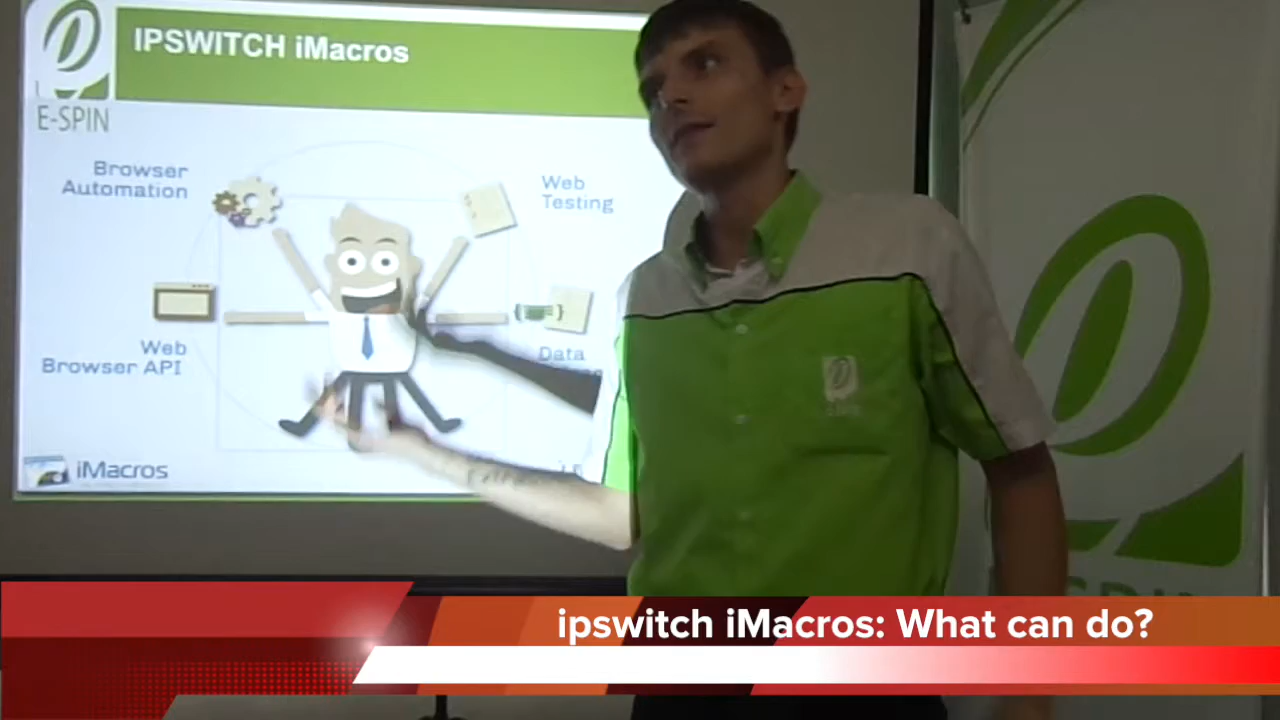 IPSWITCH iMacros
E-SPIN
Browser
Automation
Web
Testing
Web
Browser API
Data
iMacros
ipswitch iMacros: What can do?